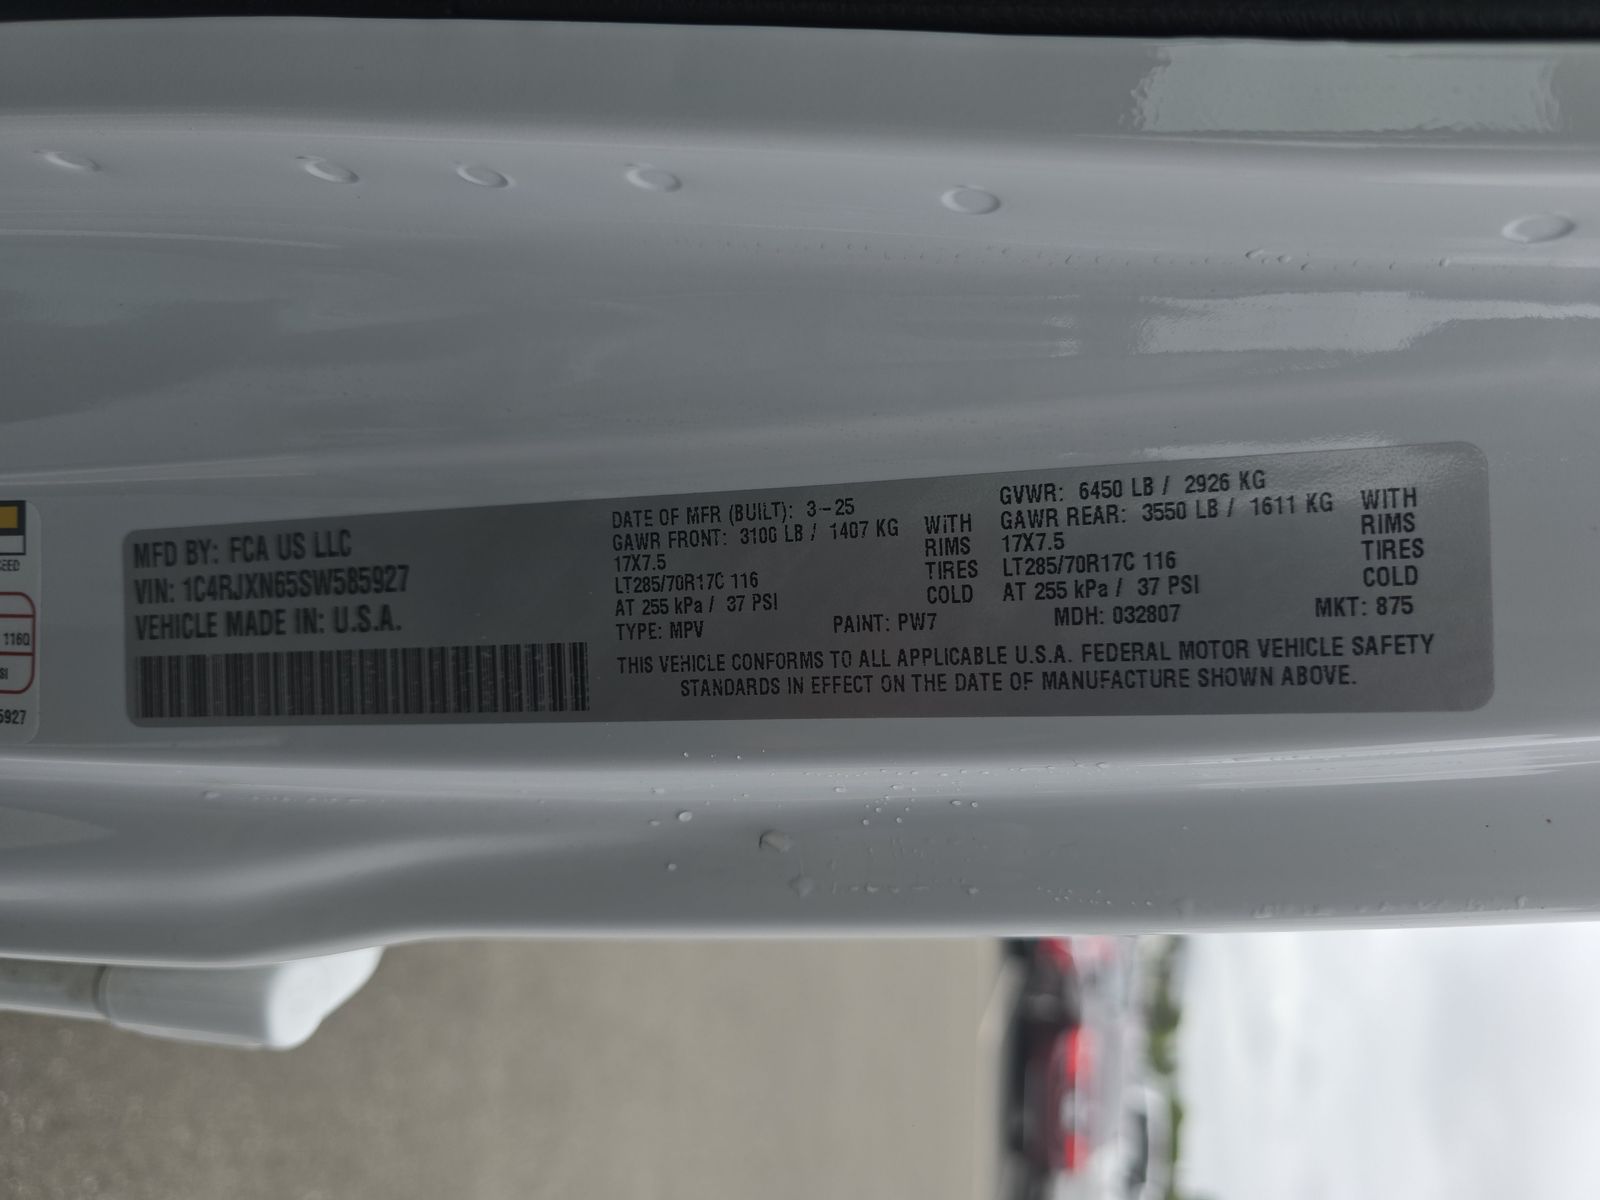 MFD BY: FCA US LLC
VIN: 1C4RJXN65SW585927
VEHICLE MADE IN: U.S.A.
DATE OF MFR (BUILT): 3-25
GAWR FRONT: 3100 LB / 1407 KG WITH
17X7.5 RIMS
LT285/70R17C 116 TIRES
AT 255 kPa / 37 PSI COLD
GVWR: 6450 LB / 2926 KG
GAWR REAR: 3550 LB / 1611 KG WITH
17X7.5 RIMS
LT285/70R17C 116 TIRES
AT 255 kPa / 37 PSI COLD
TYPE: MPV PAINT: PW7 MDH: 032807 MKT: 875
THIS VEHICLE CONFORMS TO ALL APPLICABLE U.S.A. FEDERAL MOTOR VEHICLE SAFETY
STANDARDS IN EFFECT ON THE DATE OF MANUFACTURE SHOWN ABOVE.
116Q
5927